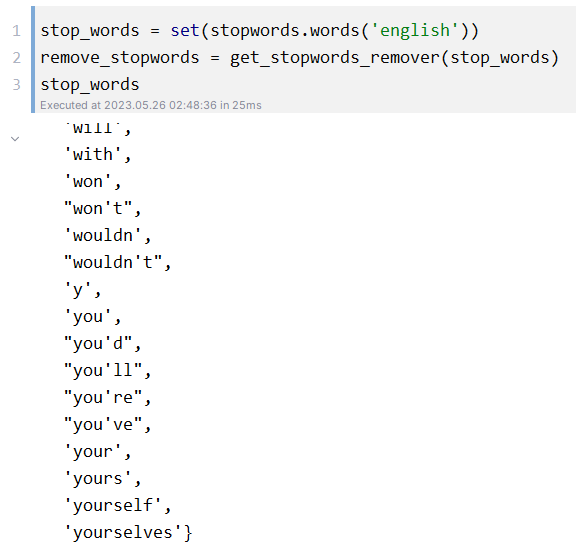 1 stop_words = set(stopwords.words('english'))
2 remove_stopwords = get_stopwords_remover(stop_words)
3 stop_words
Executed at 2023.05.26 02:48:36 in 25ms
'will',
'with',
'won',
"won't",
'wouldn',
"wouldn't",
'y',
'you',
"you'd",
"you'll",
"you're",
"you've",
'your',
'yours',
'yourself',
'yourselves'}